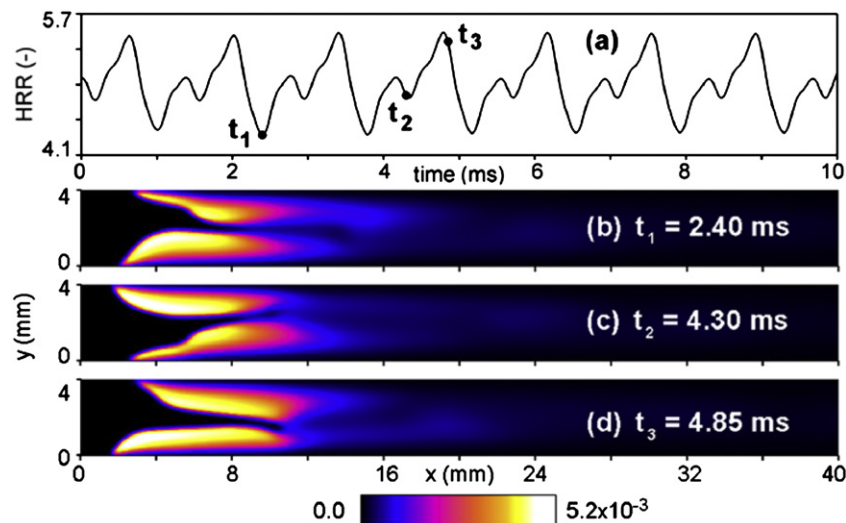 5.7
HRR (-)
4.1
(a)
t1
t2
t3
0 2 4 6 8 10
time (ms)
4
0
(b) t1 = 2.40 ms
4
0
y (mm)
(c) t2 = 4.30 ms
4
0
(d) t3 = 4.85 ms
0 8 16 24 32 40
x (mm)
0.0 5.2x10-3